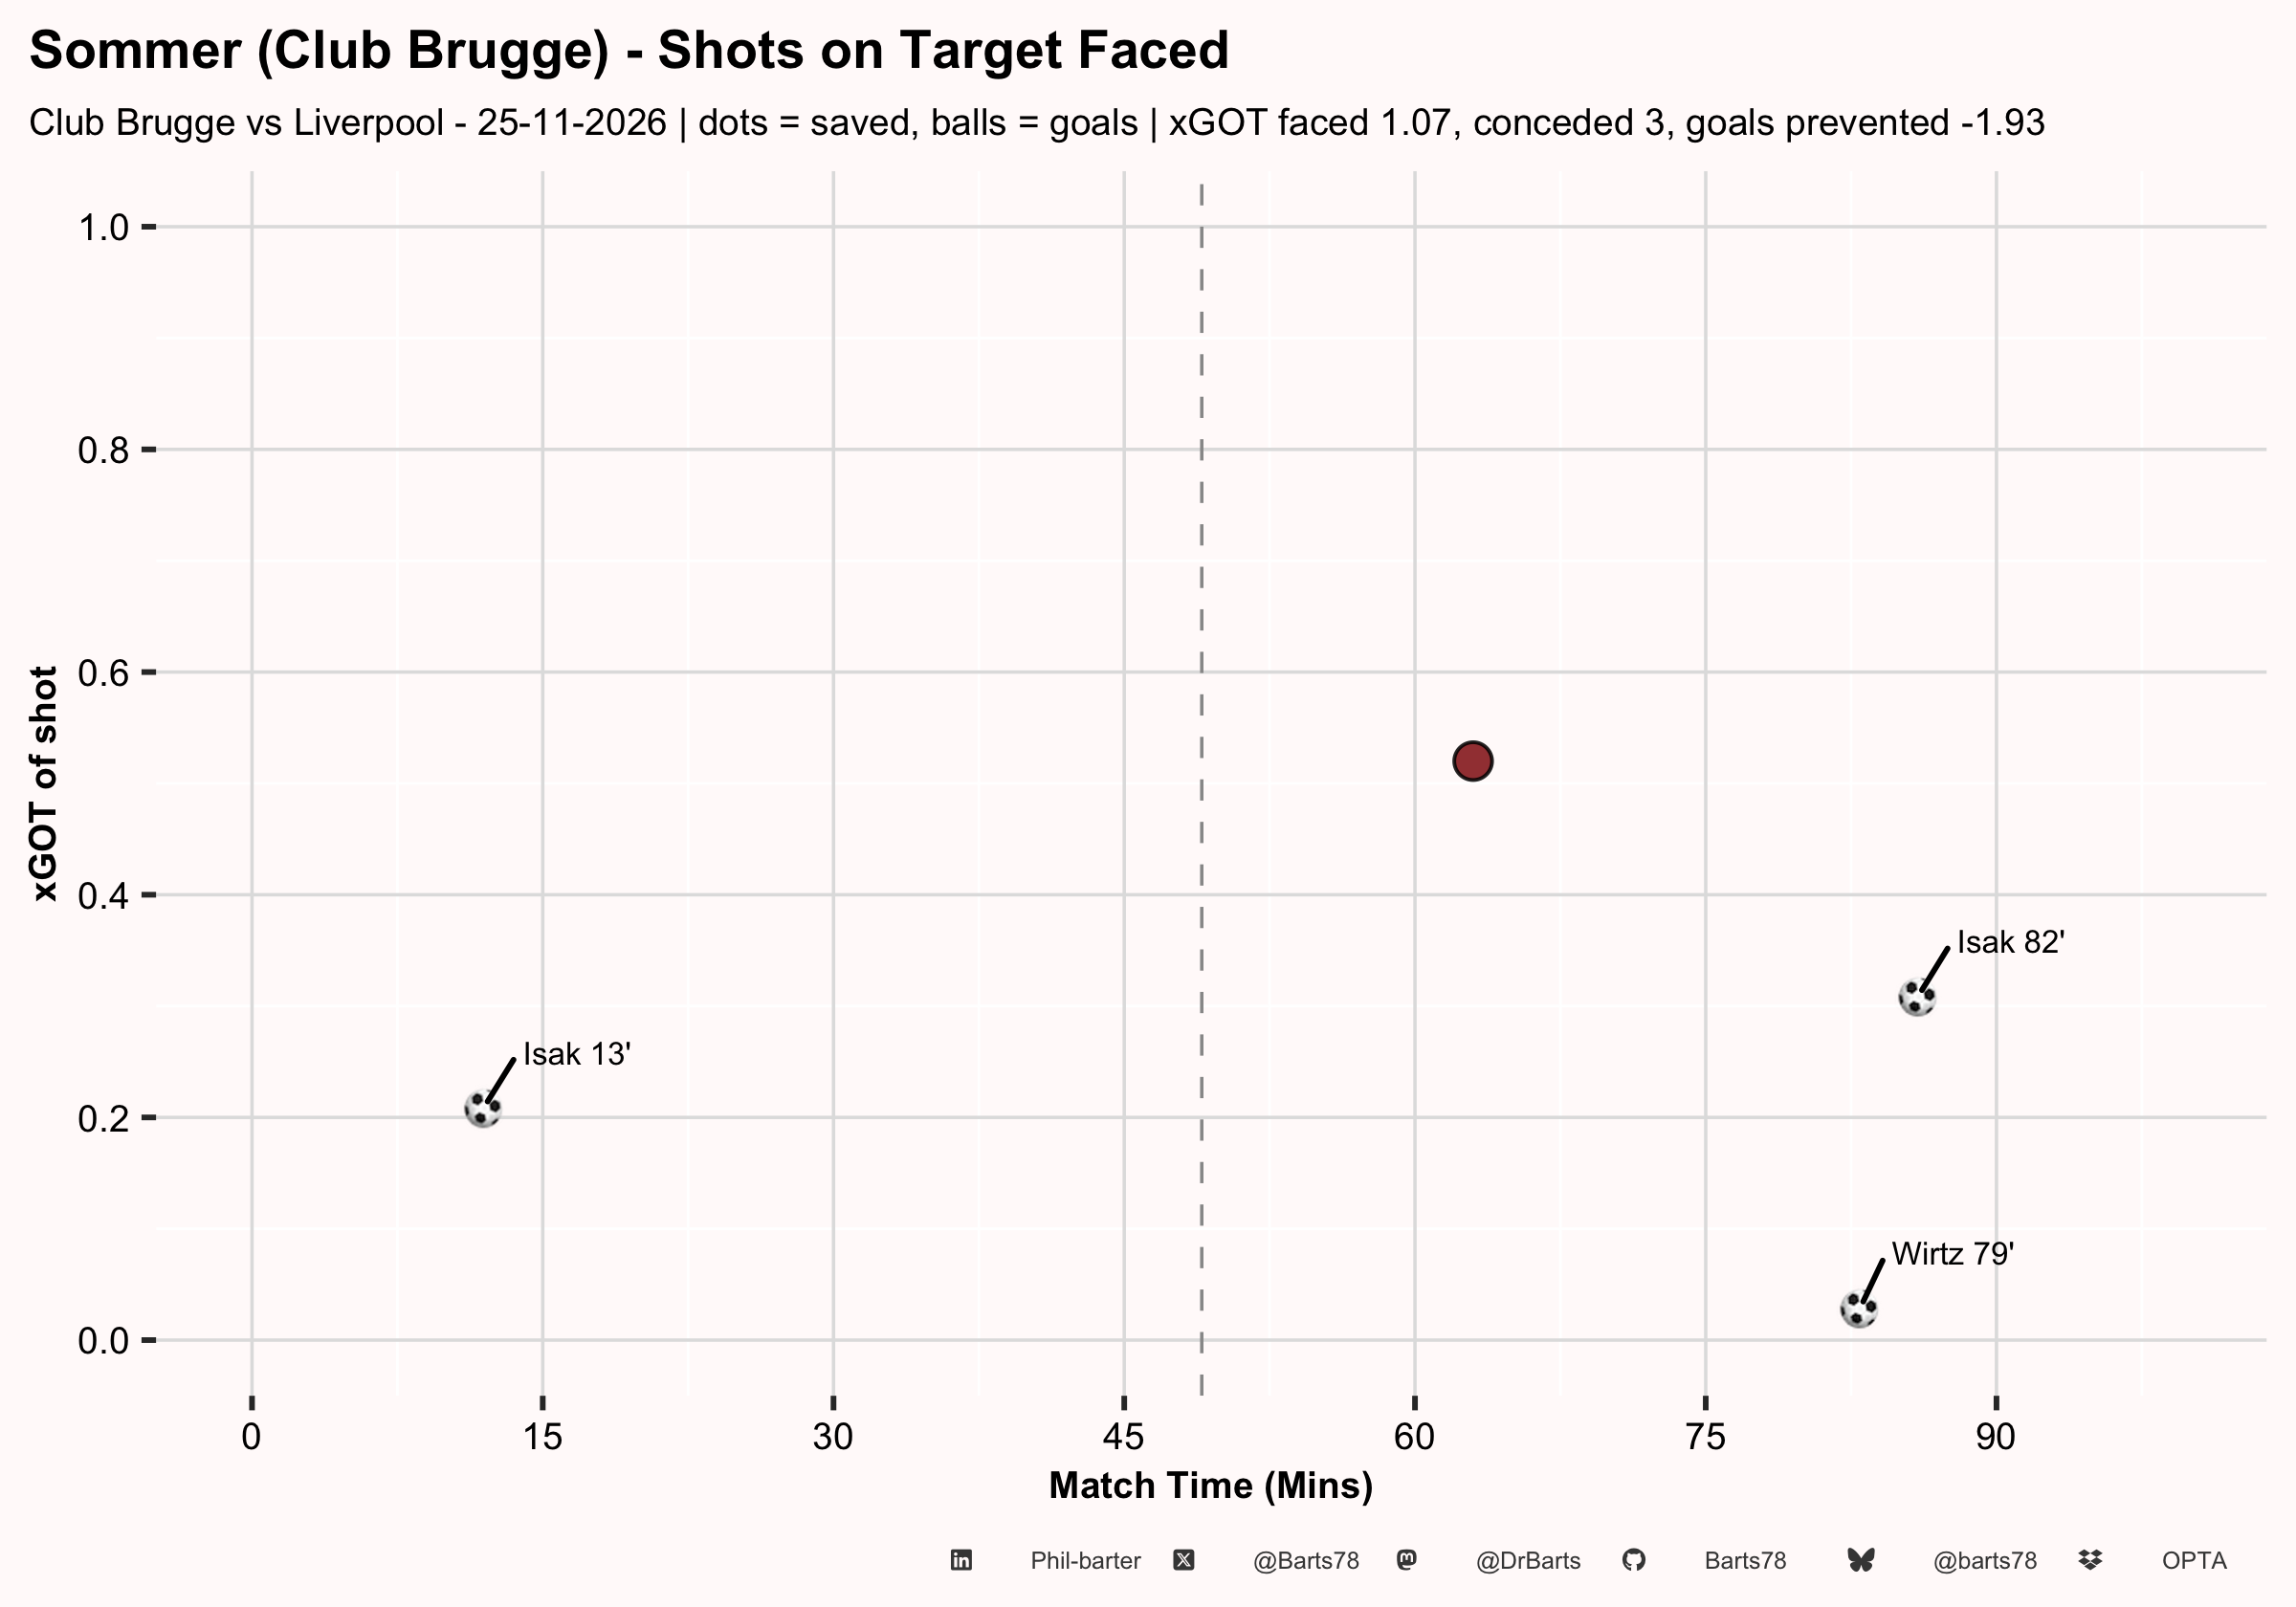 Sommer (Club Brugge) - Shots on Target Faced
Club Brugge vs Liverpool - 25-11-2026 | dots = saved, balls = goals | xGOT faced 1.07, conceded 3, goals prevented -1.93
1.0
0.8
0.6
0.4
0.2
0.0
xGOT of shot
Isak 82'
Isak 13'
Wirtz 79'
0 15 30 45 60 75 90
Match Time (Mins)
Phil-barter @Barts78 @DrBarts Barts78 @barts78 OPTA